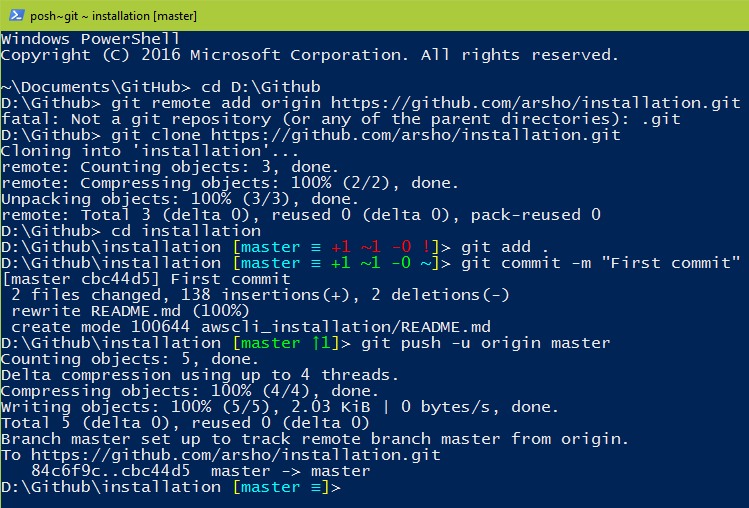 posh~git ~ installation [master]
Windows PowerShell
Copyright (C) 2016 Microsoft Corporation. All rights reserved.
~\Documents\GitHub> cd D:\Github
D:\Github> git remote add origin https://github.com/arsho/installation.git
fatal: Not a git repository (or any of the parent directories): .git
D:\Github> git clone https://github.com/arsho/installation.git
Cloning into 'installation'...
remote: Counting objects: 3, done.
remote: Compressing objects: 100% (2/2), done.
Unpacking objects: 100% (3/3), done.
remote: Total 3 (delta 0), reused 0 (delta 0), pack-reused 0
D:\Github> cd installation
D:\Github\installation [master ≡ +1 ~1 -0 !]> git add .
D:\Github\installation [master ≡ +1 ~1 -0 ~]> git commit -m "First commit"
[master cbc44d5] First commit
 2 files changed, 138 insertions(+), 2 deletions(-)
 rewrite README.md (100%)
 create mode 100644 awscli_installation/README.md
D:\Github\installation [master ↑1]> git push -u origin master
Counting objects: 5, done.
Delta compression using up to 4 threads.
Compressing objects: 100% (4/4), done.
Writing objects: 100% (5/5), 2.03 KiB | 0 bytes/s, done.
Total 5 (delta 0), reused 0 (delta 0)
Branch master set up to track remote branch master from origin.
To https://github.com/arsho/installation.git
   84c6f9c..cbc44d5  master -> master
D:\Github\installation [master ≡]>